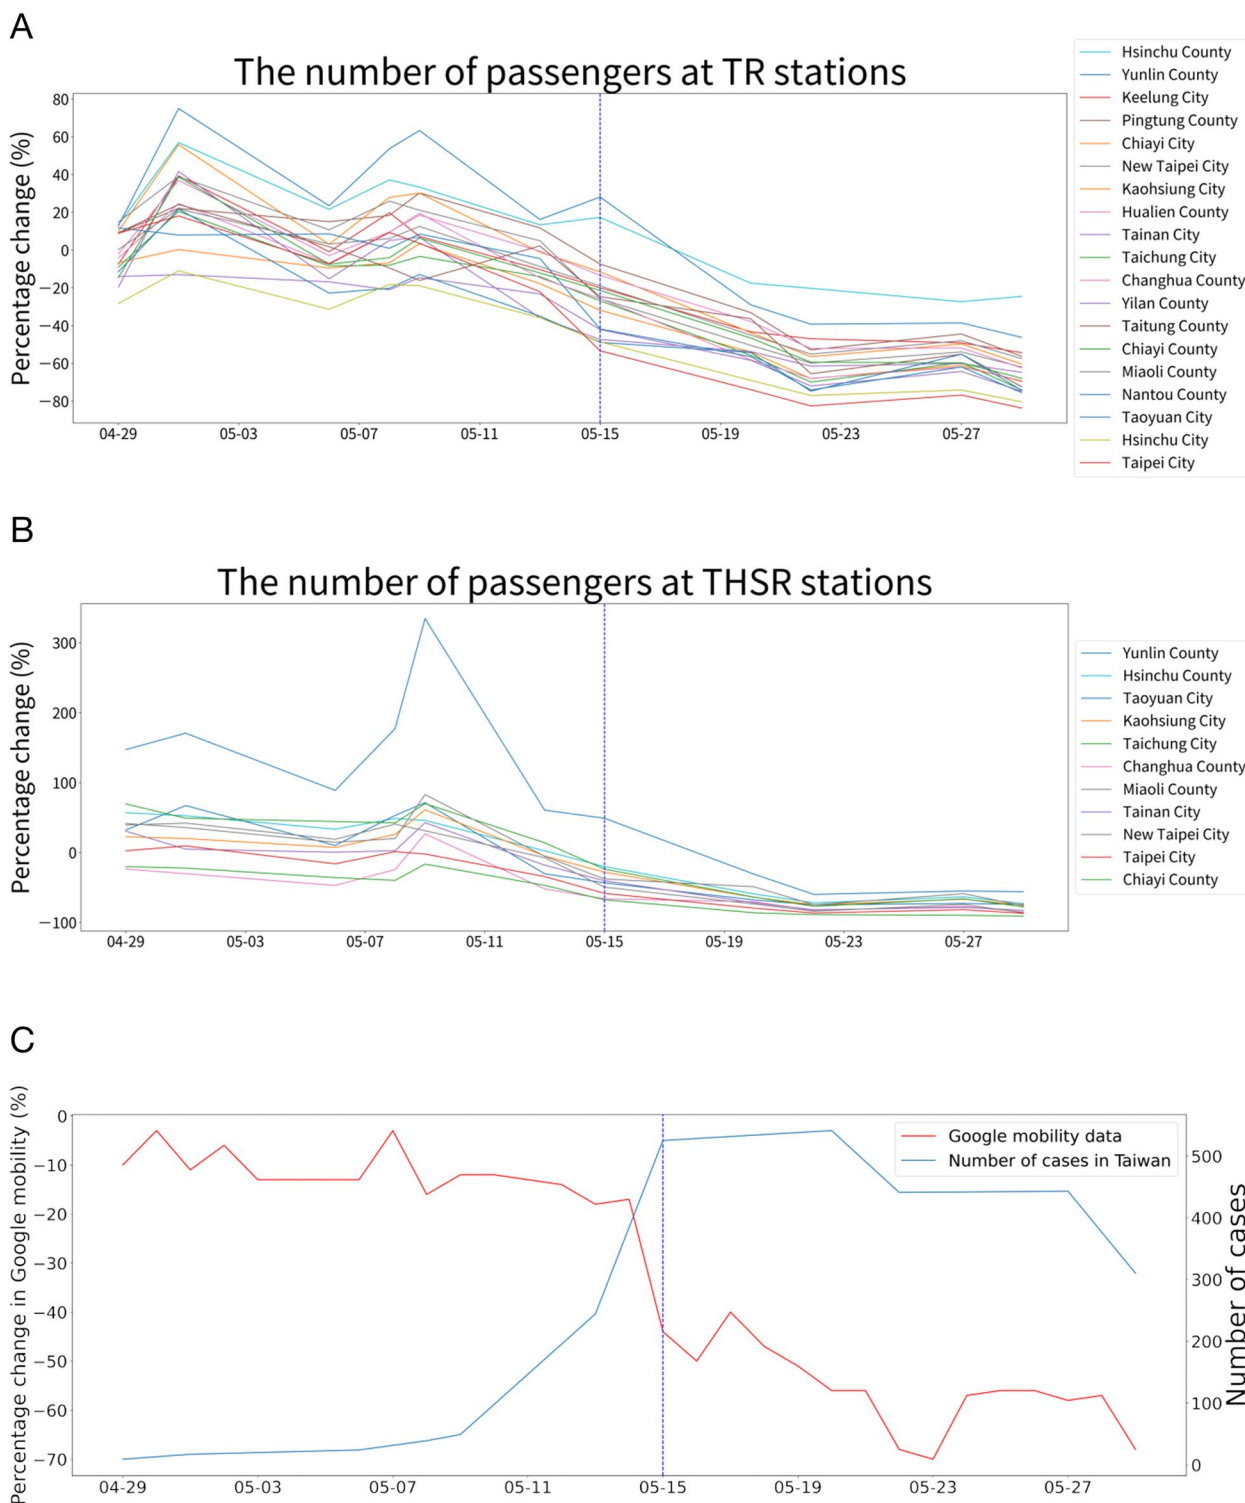 A
The number of passengers at TR stations
Percentage change (%)
80
60
40
20
0
−20
−40
−60
−80
04-29
05-03
05-07
05-11
05-15
05-19
05-23
05-27
Hsinchu County
Yunlin County
Keelung City
Pingtung County
Chiayi City
New Taipei City
Kaohsiung City
Hualien County
Tainan City
Taichung City
Changhua County
Yilan County
Taitung County
Chiayi County
Miaoli County
Nantou County
Taoyuan City
Hsinchu City
Taipei City
B
The number of passengers at THSR stations
Percentage change (%)
300
200
100
0
−100
04-29
05-03
05-07
05-11
05-15
05-19
05-23
05-27
Yunlin County
Hsinchu County
Taoyuan City
Kaohsiung City
Taichung City
Changhua County
Miaoli County
Tainan City
New Taipei City
Taipei City
Chiayi County
C
Percentage change in Google mobility (%)
0
−10
−20
−30
−40
−50
−60
−70
04-29
05-03
05-07
05-11
05-15
05-19
05-23
05-27
Google mobility data
Number of cases in Taiwan
500
400
300
200
100
0
Number of cases